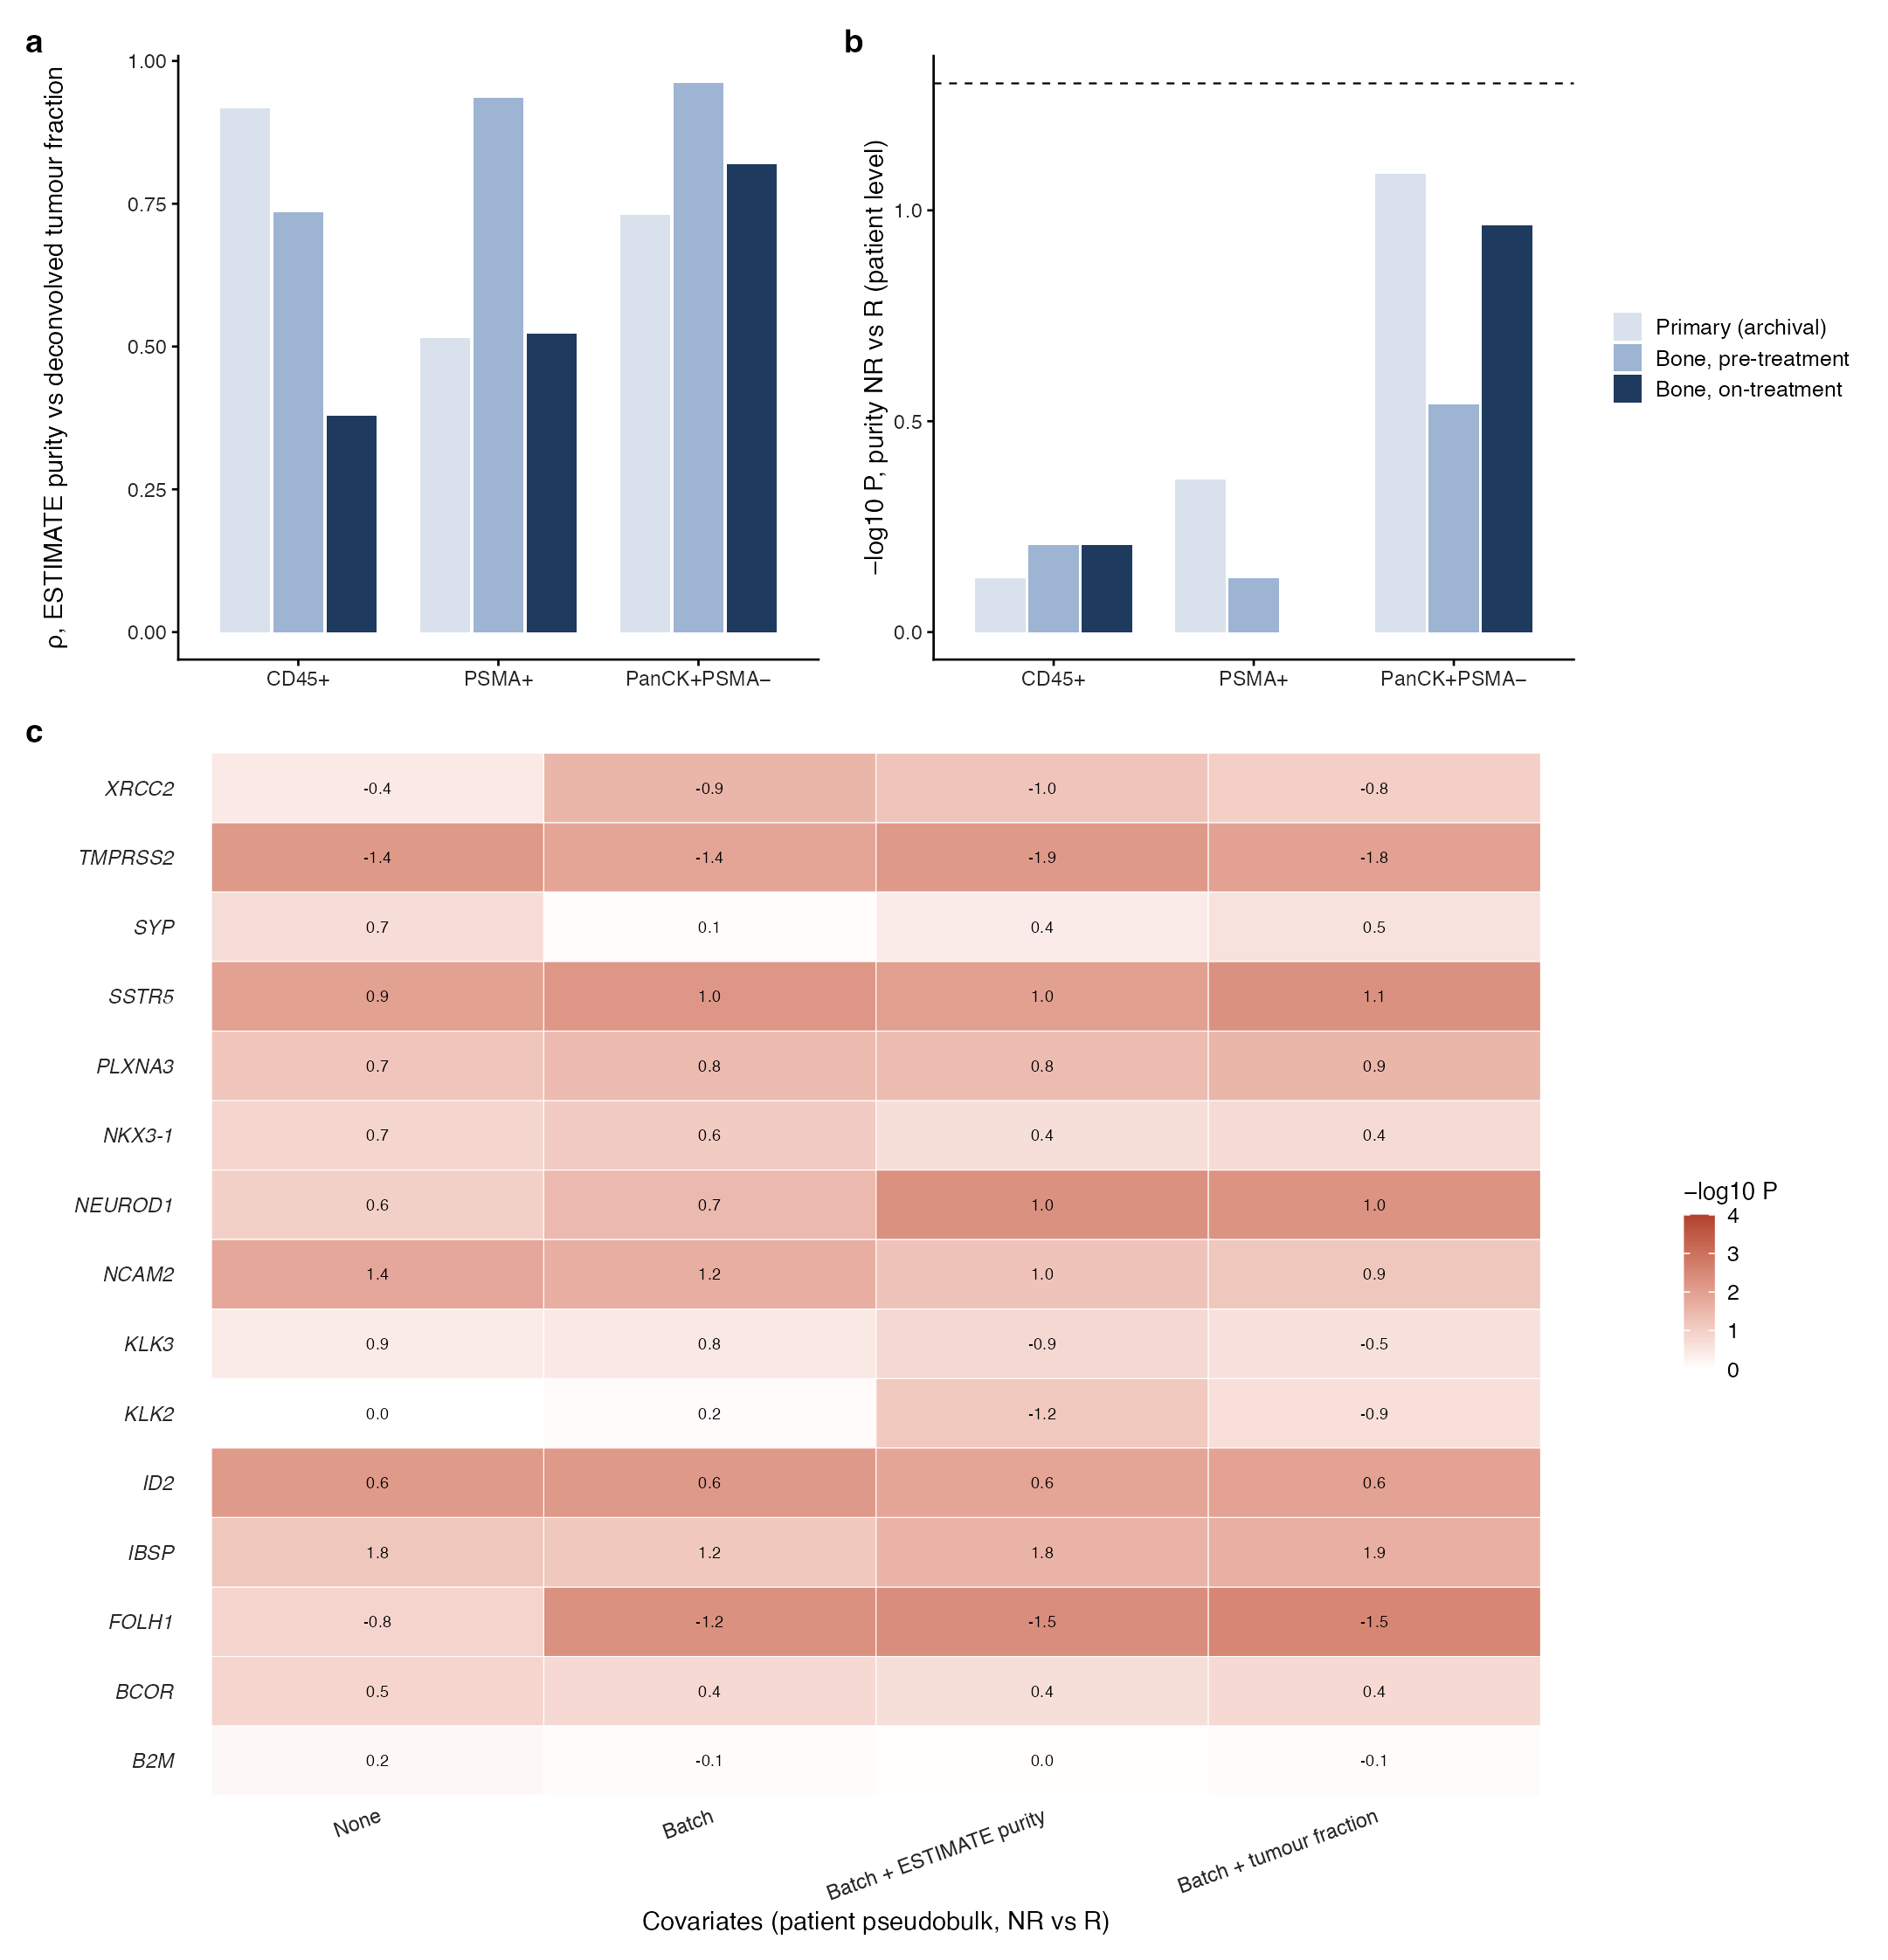 a
ρ, ESTIMATE purity vs deconvolved tumour fraction
1.00
0.75
0.50
0.25
0.00
CD45+ PSMA+ PanCK+PSMA−
b
−log10 P, purity NR vs R (patient level)
1.0
0.5
0.0
CD45+ PSMA+ PanCK+PSMA−
Primary (archival)
Bone, pre-treatment
Bone, on-treatment
c
XRCC2 -0.4 -0.9 -1.0 -0.8
TMPRSS2 -1.4 -1.4 -1.9 -1.8
SYP 0.7 0.1 0.4 0.5
SSTR5 0.9 1.0 1.0 1.1
PLXNA3 0.7 0.8 0.8 0.9
NKX3-1 0.7 0.6 0.4 0.4
NEUROD1 0.6 0.7 1.0 1.0
NCAM2 1.4 1.2 1.0 0.9
KLK3 0.9 0.8 -0.9 -0.5
KLK2 0.0 0.2 -1.2 -0.9
ID2 0.6 0.6 0.6 0.6
IBSP 1.8 1.2 1.8 1.9
FOLH1 -0.8 -1.2 -1.5 -1.5
BCOR 0.5 0.4 0.4 0.4
B2M 0.2 -0.1 0.0 -0.1
None
Batch
Batch + ESTIMATE purity
Batch + tumour fraction
Covariates (patient pseudobulk, NR vs R)
−log10 P
4
3
2
1
0